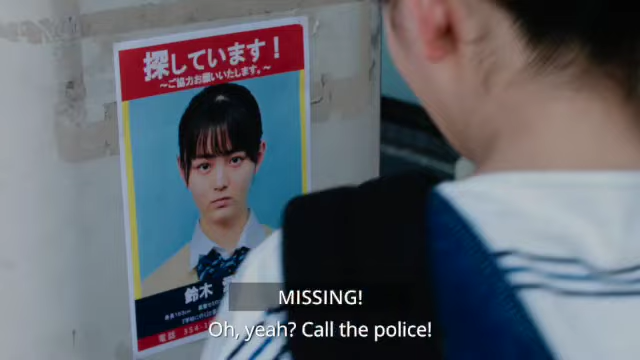 探しています！
～ご協力お願いいたします。～
鈴木
MISSING!
Oh, yeah? Call the police!